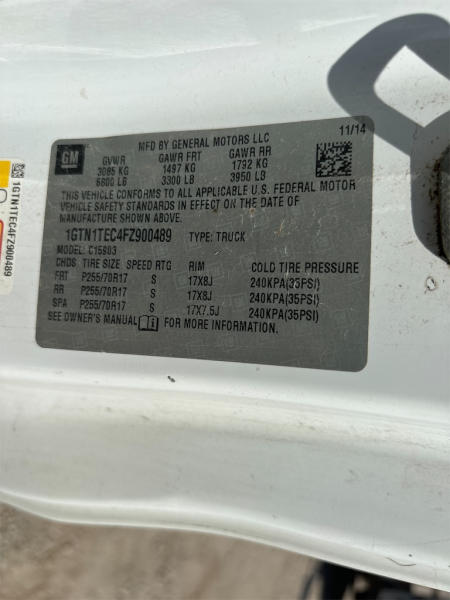 MFD BY GENERAL MOTORS LLC 11/14
GM
GVWR GAWR FRT GAWR RR
3085 KG 1497 KG 1792 KG
6800 LB 3300 LB 3950 LB
THIS VEHICLE CONFORMS TO ALL APPLICABLE U.S. FEDERAL MOTOR
VEHICLE SAFETY STANDARDS IN EFFECT ON THE DATE OF
MANUFACTURE SHOWN ABOVE.
1GTN1TEC4FZ900489 TYPE: TRUCK
MODEL: C15903
CHDS TIRE SIZE SPEED RTG RIM COLD TIRE PRESSURE
FRT P255/70R17 S 17X8J 240KPA(35PSI)
RR P255/70R17 S 17X8J 240KPA(35PSI)
SPA P255/70R17 S 17X7.5J 240KPA(35PSI)
SEE OWNER'S MANUAL FOR MORE INFORMATION.
1GTN1TEC4FZ900489